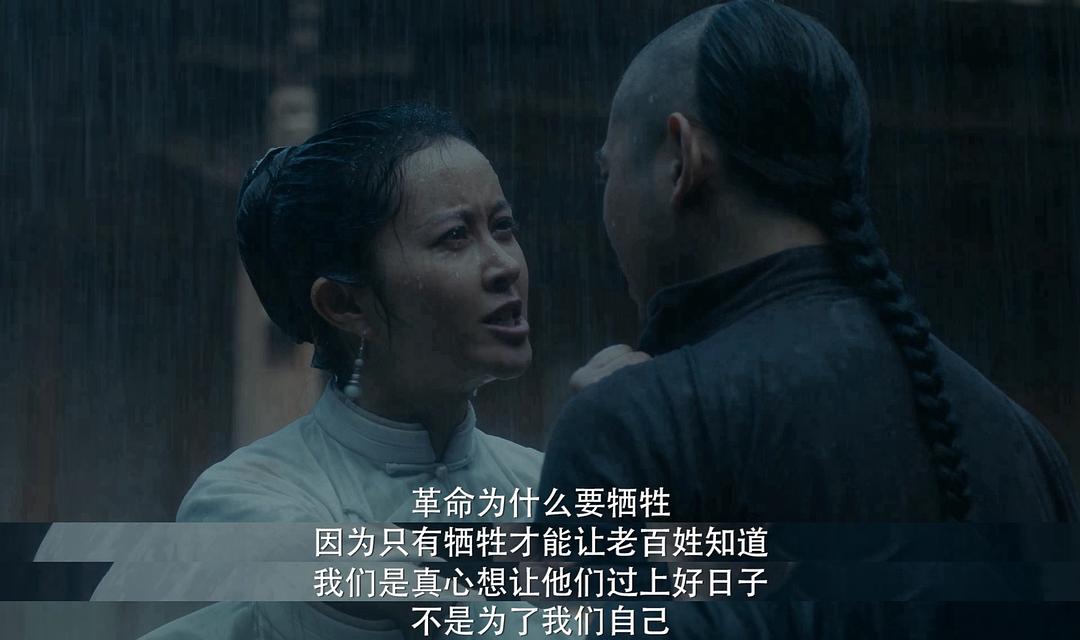 革命为什么要牺牲
因为只有牺牲才能让老百姓知道
我们是真心想让他们过上好日子
不是为了我们自己